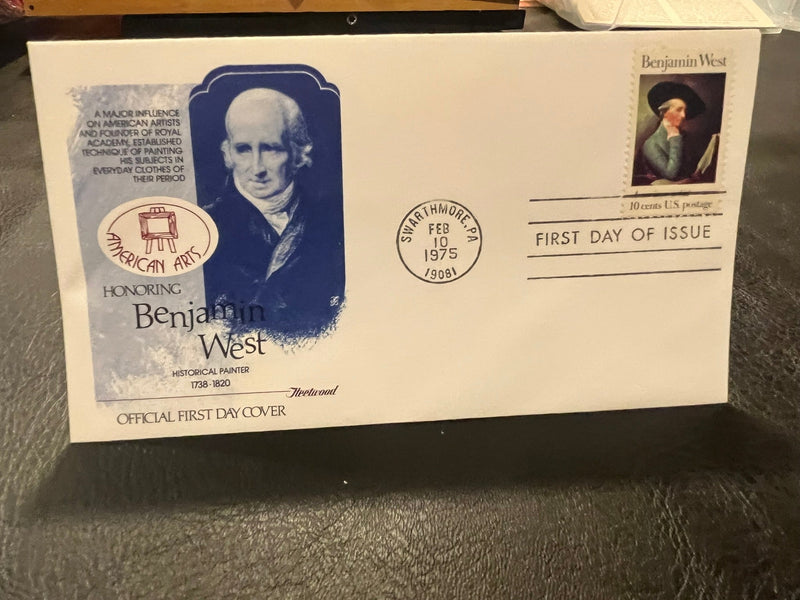 A MAJOR INFLUENCE
ON AMERICAN ARTISTS
AND FOUNDER OF ROYAL
ACADEMY, ESTABLISHED
TECHNIQUE OF PAINTING
HIS SUBJECTS IN
EVERYDAY CLOTHES OF
THEIR PERIOD
AMERICAN ARTS
HONORING
Benjamin
West
HISTORICAL PAINTER
1738-1820
Fleetwood
OFFICIAL FIRST DAY COVER
SWARTHMORE, PA
FEB
10
1975
19081
Benjamin West
10 cents U.S. postage
FIRST DAY OF ISSUE